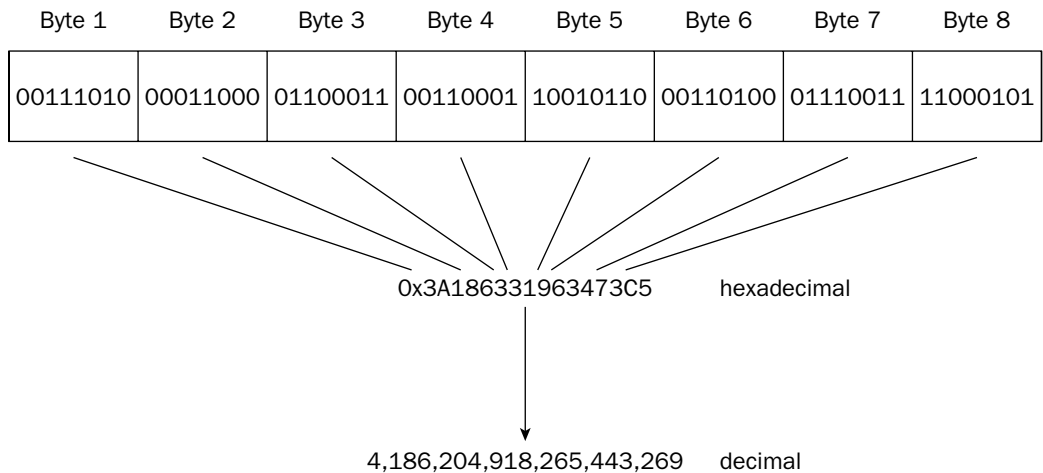 Byte 1 Byte 2 Byte 3 Byte 4 Byte 5 Byte 6 Byte 7 Byte 8
00111010 00011000 01100011 00110001 10010110 00110100 01110011 11000101
0x3A186331963473C5 hexadecimal
4,186,204,918,265,443,269 decimal